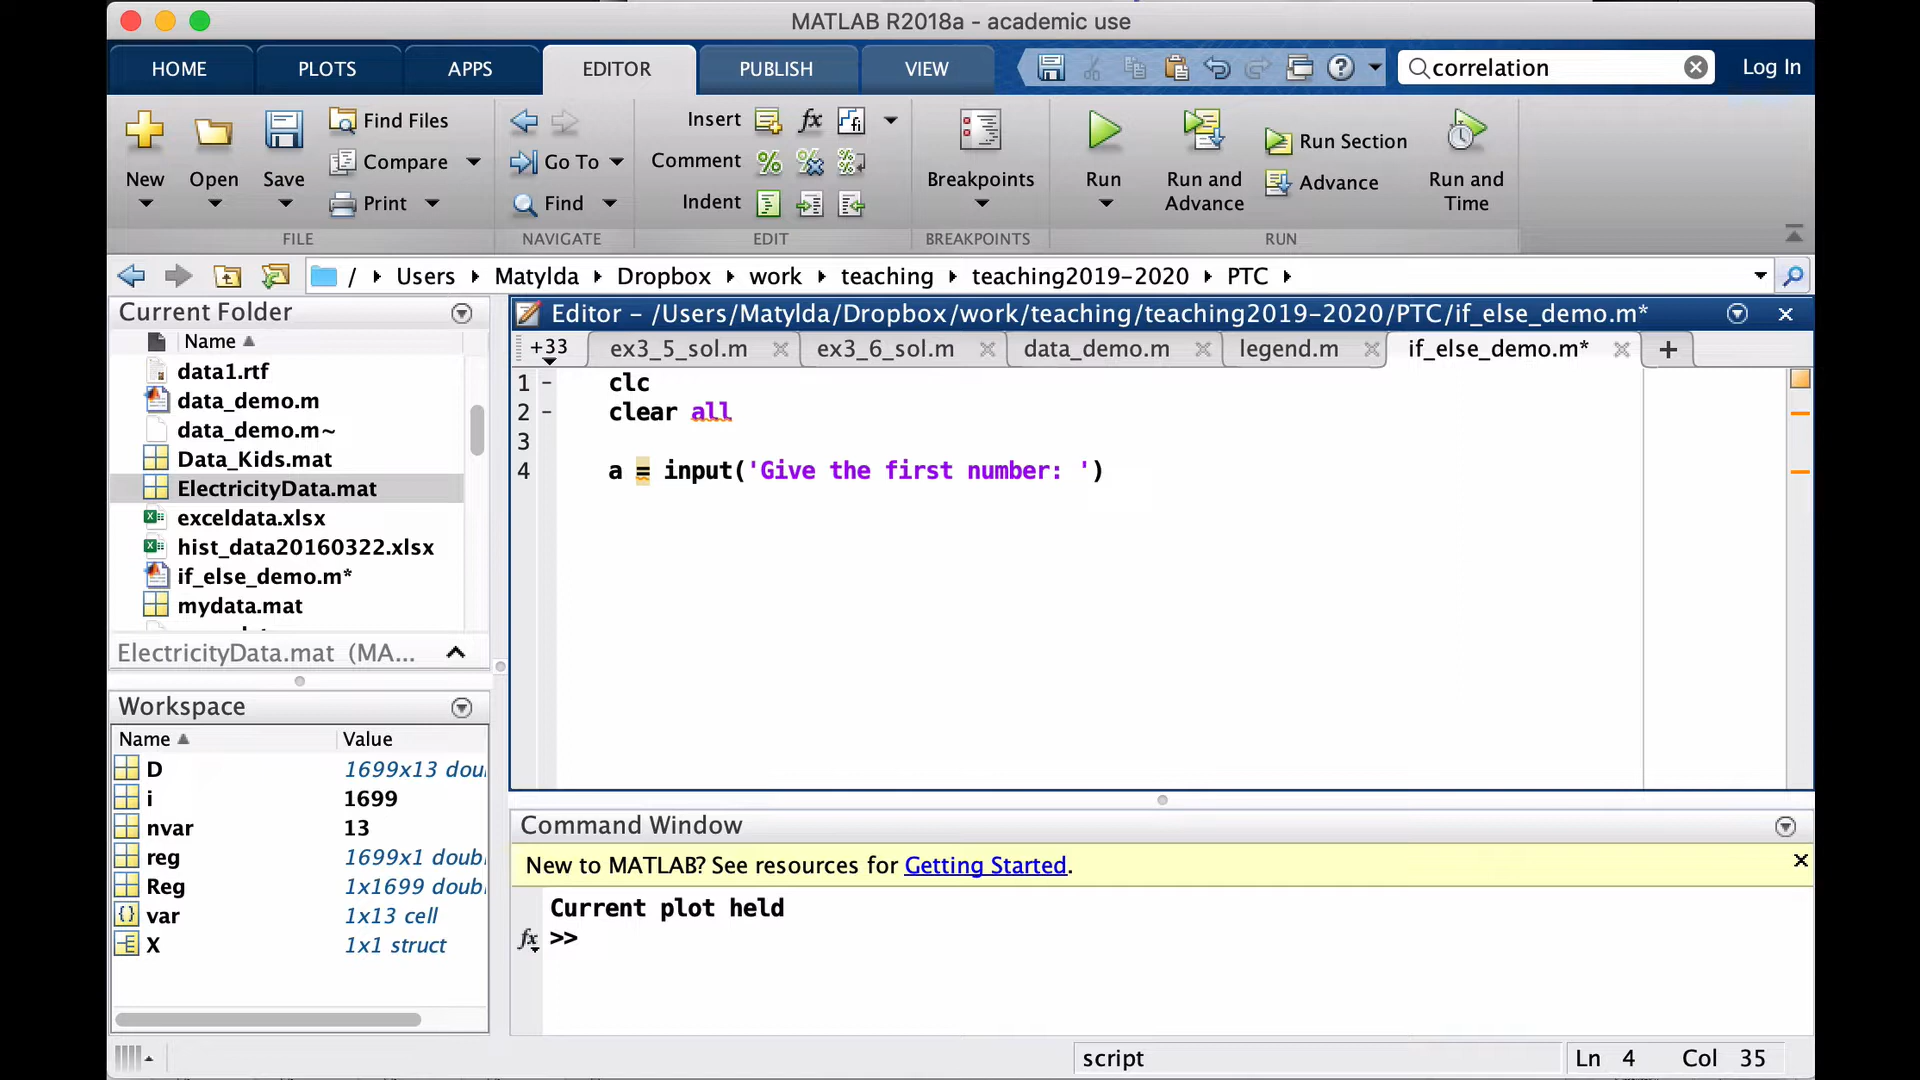 MATLAB R2018a - academic use
HOME PLOTS APPS EDITOR PUBLISH VIEW correlation Log In
New Open Save
Find Files
Compare
Print
FILE
Go To
Find
NAVIGATE
Insert fx
Comment
Indent
EDIT
Breakpoints
BREAKPOINTS
Run
Run and Advance
Run Section
Advance
Run and Time
RUN
/ Users Matylda Dropbox work teaching teaching2019-2020 PTC
Current Folder
Name
data1.rtf
data_demo.m
data_demo.m~
Data_Kids.mat
ElectricityData.mat
exceldata.xlsx
hist_data20160322.xlsx
if_else_demo.m*
mydata.mat
ElectricityData.mat (MA...
Workspace
Name Value
D 1699x13 dou
i 1699
nvar 13
reg 1699x1 doub
Reg 1x1699 doub
var 1x13 cell
X 1x1 struct
Editor - /Users/Matylda/Dropbox/work/teaching/teaching2019-2020/PTC/if_else_demo.m*
+33 ex3_5_sol.m ex3_6_sol.m data_demo.m legend.m if_else_demo.m* +
1 - clc
2 - clear all
3
4 a = input('Give the first number: ')
Command Window
New to MATLAB? See resources for Getting Started.
Current plot held
fx >>
script Ln 4 Col 35